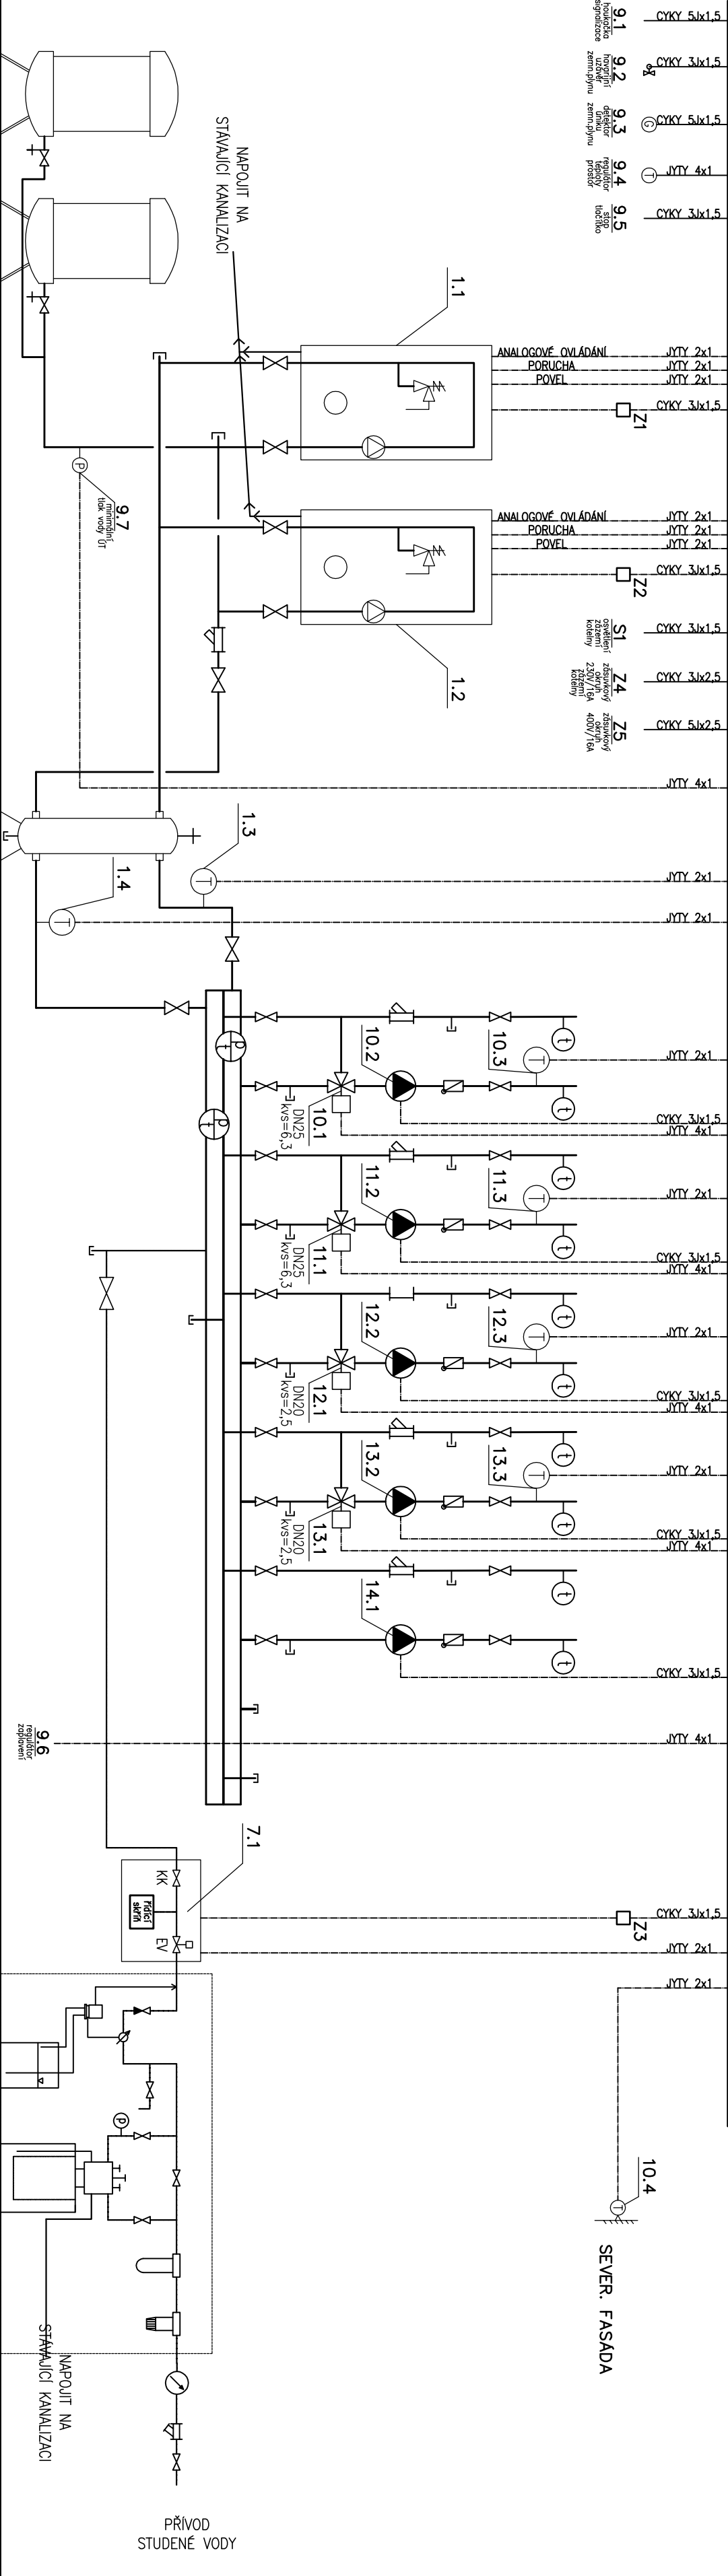 CYKY 5Jx1,5
9.1
houkačka
signalizace
CYKY 3Jx1,5
9.2
havarijní
uzávěr
zemn.plynu
CYKY 5Jx1,5
G
9.3
detektor
úniku
zemn.plynu
JYTY 4x1
T
9.4
regulátor
teploty
prostor
CYKY 3Jx1,5
9.5
stop
tlačítko
NAPOJIT NA
STÁVAJÍCÍ KANALIZACI
1.1
ANALOGOVÉ OVLÁDÁNÍ
JYTY 2x1
PORUCHA
JYTY 2x1
POVEL
JYTY 2x1
CYKY 3Jx1,5
Z1
P
9.7
minimální
tlak vody ÚT
ANALOGOVÉ OVLÁDÁNÍ
JYTY 2x1
PORUCHA
JYTY 2x1
POVEL
JYTY 2x1
CYKY 3Jx1,5
Z2
1.2
CYKY 3Jx1,5
S1
osvětlení
zázemí
kotelny
CYKY 3Jx2,5
Z4
zásuvkový
okruh
230V/16A
zázemí
kotelny
CYKY 5Jx2,5
Z5
zásuvkový
okruh
400V/16A
JYTY 4x1
1.3
T
JYTY 2x1
1.4
T
JYTY 2x1
p
t
p
t
t
10.3
T
JYTY 2x1
10.2
t
CYKY 3Jx1,5
JYTY 4x1
10.1
DN25
kvs=6,3
t
11.3
T
JYTY 2x1
11.2
t
CYKY 3Jx1,5
JYTY 4x1
11.1
DN25
kvs=6,3
t
12.3
T
JYTY 2x1
12.2
t
CYKY 3Jx1,5
JYTY 4x1
12.1
DN20
kvs=2,5
t
13.3
T
JYTY 2x1
13.2
t
CYKY 3Jx1,5
JYTY 4x1
13.1
DN20
kvs=2,5
t
14.1
t
CYKY 3Jx1,5
JYTY 4x1
9.6
regulátor
zaplavení
7.1
KK
Řídící
skříň
EV
CYKY 3Jx1,5
Z3
JYTY 2x1
JYTY 2x1
p
10.4
T
SEVER. FASÁDA
NAPOJIT NA
STÁVAJÍCÍ KANALIZACI
PŘÍVOD
STUDENÉ VODY